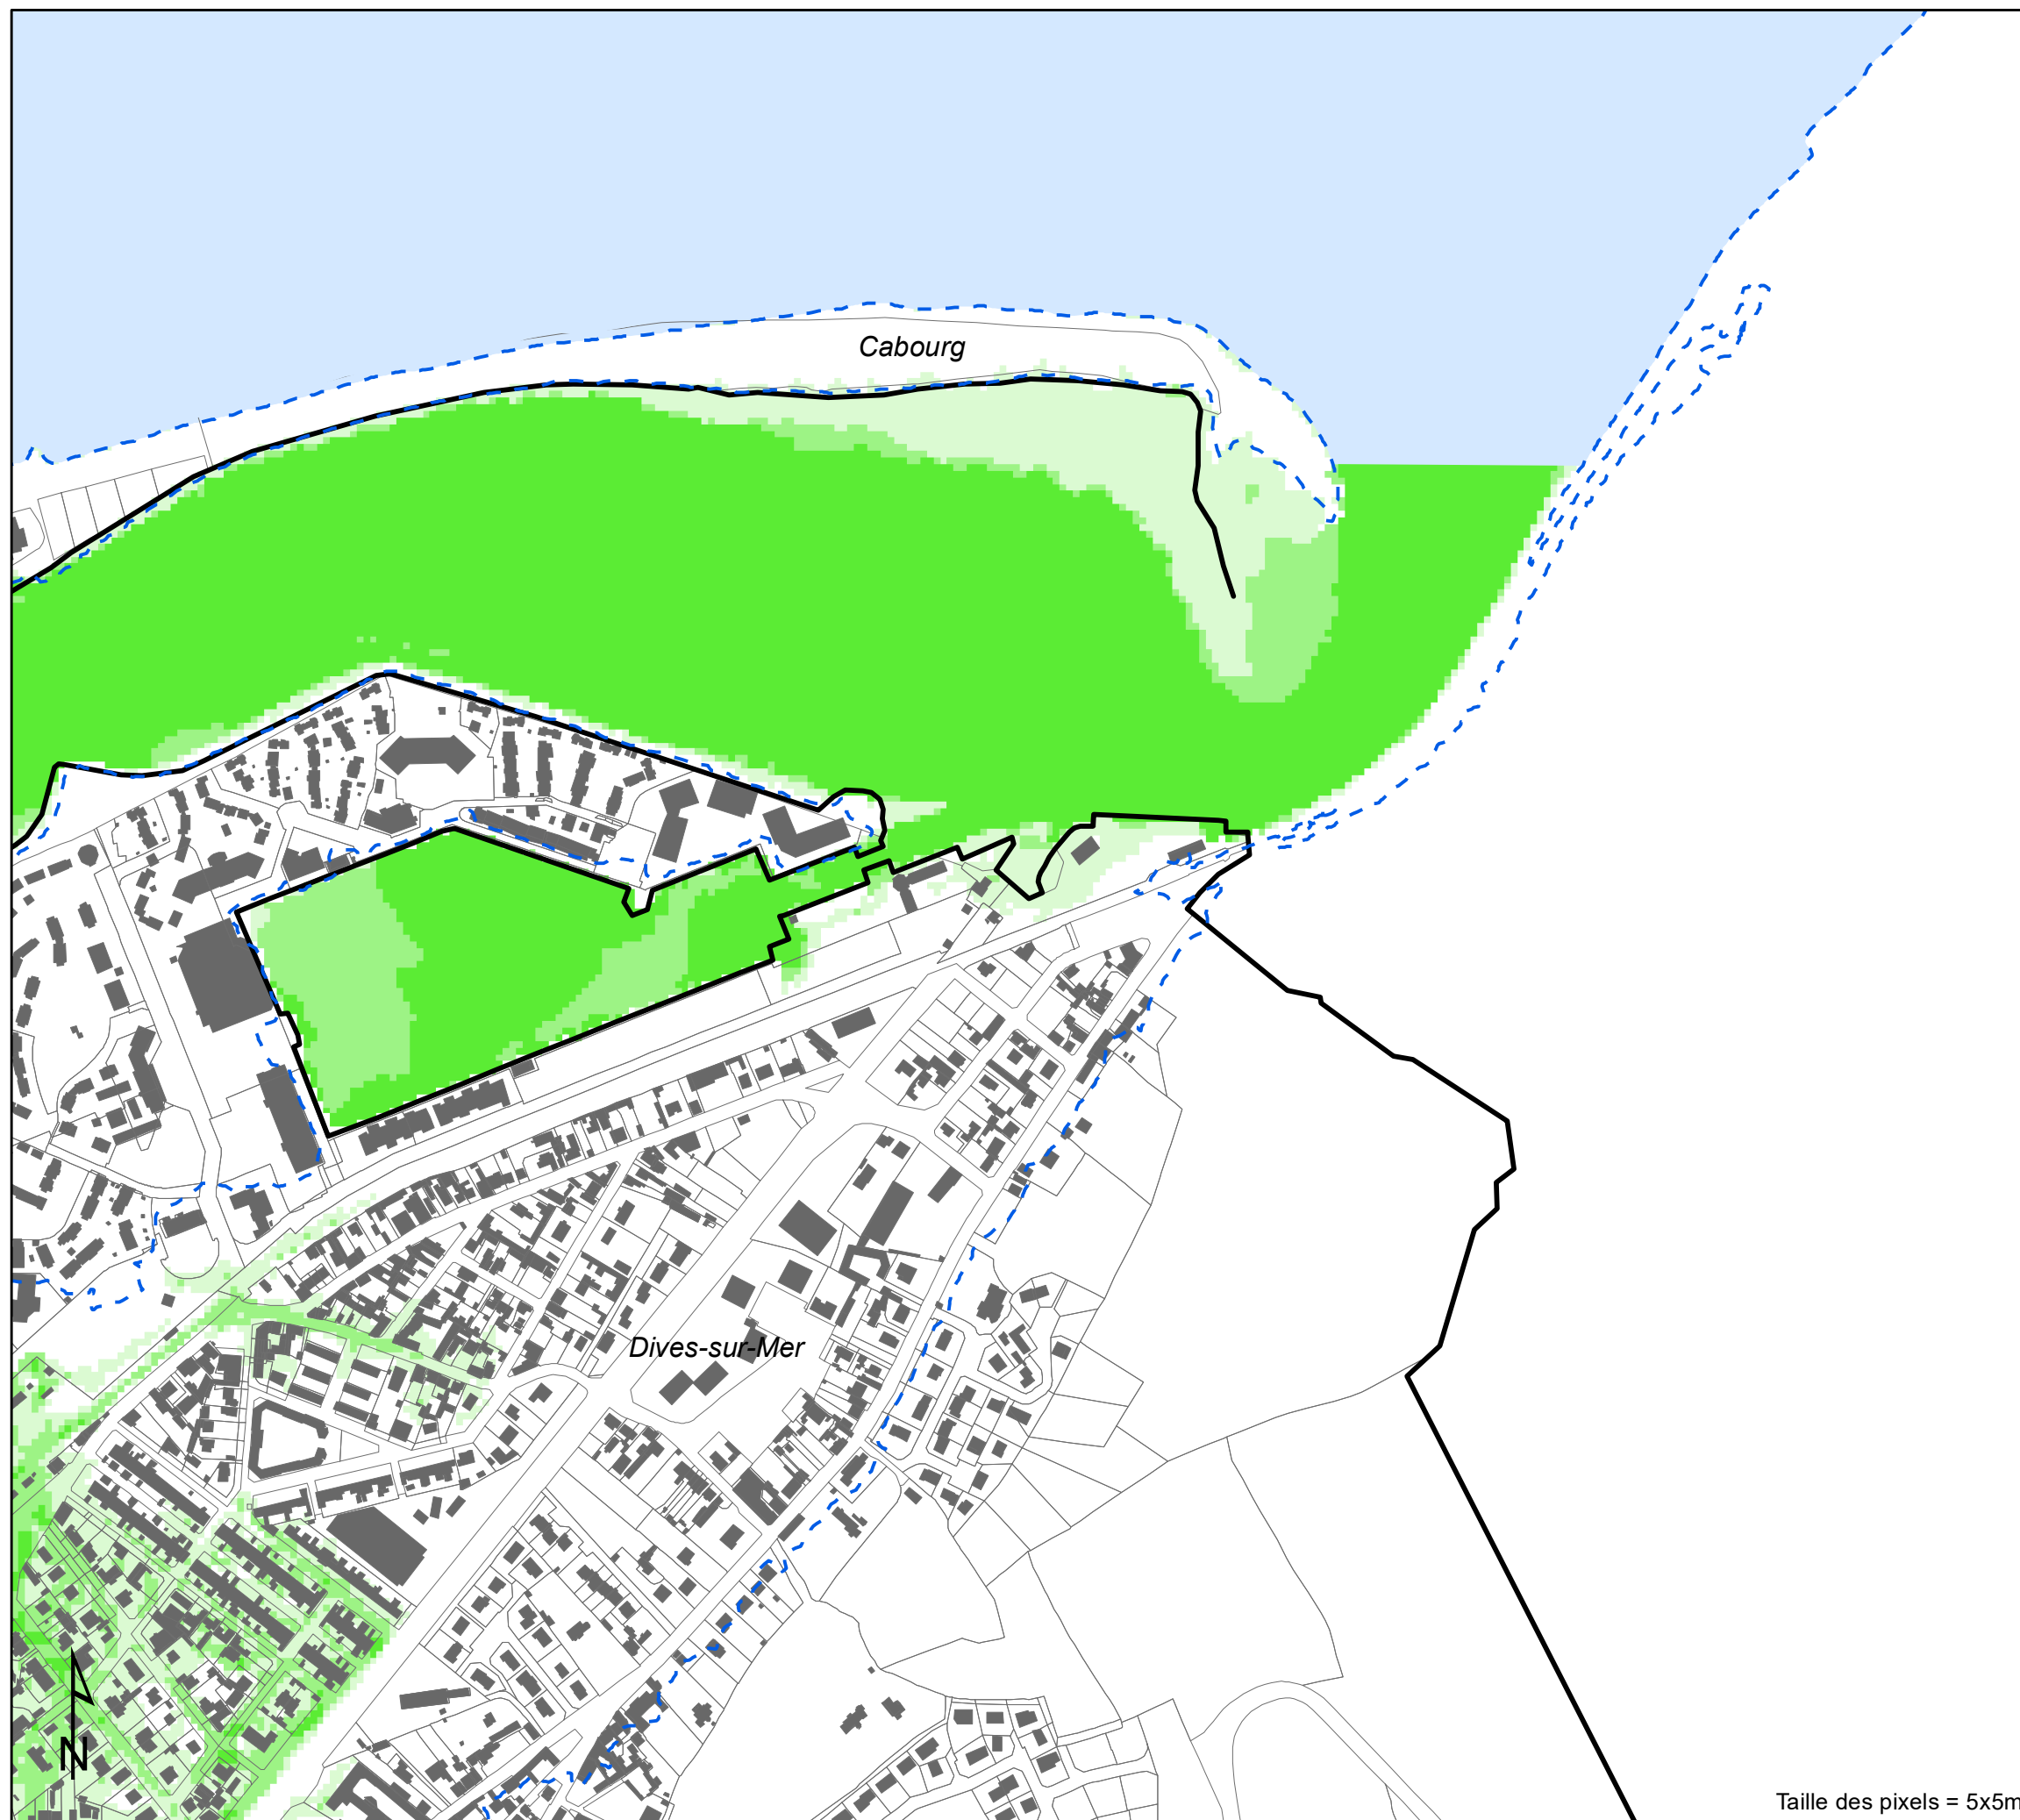 Cabourg
Dives-sur-Mer
N
Taille des pixels = 5x5m